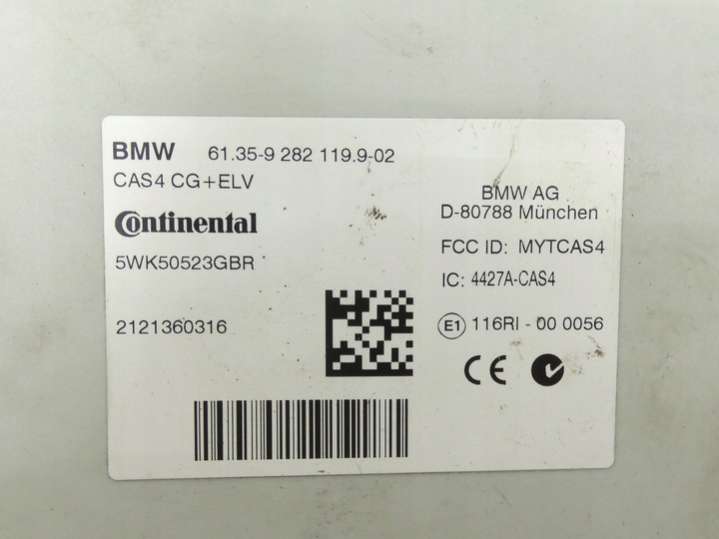 BMW 61.35-9 282 119.9-02
CAS4 CG+ELV
Continental
5WK50523GBR
2121360316
BMW AG
D-80788 München
FCC ID: MYTCAS4
IC: 4427A-CAS4
E1 116RI - 00 0056
CE